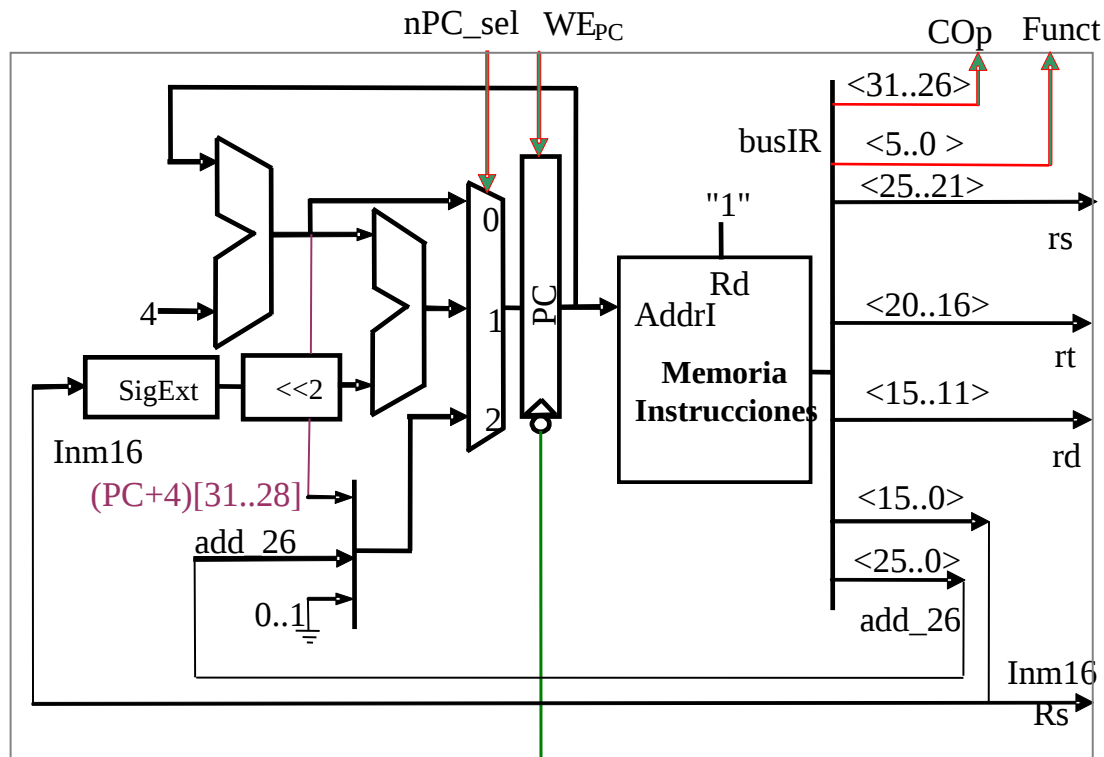 nPC_sel
WEPC
COp
Funct
<31..26>
busIR
<5..0 >
<25..21>
rs
"1"
Rd
0
4
1
PC
AddrI
<20..16>
rt
Memoria
Instrucciones
SigExt
<<2
<15..11>
2
rd
Inm16
(PC+4)[31..28]
<15..0>
add_26
<25..0>
0..1
add_26
Inm16
Rs